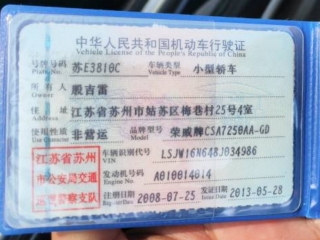 中华人民共和国机动车行驶证
Vehicle License of the People's Republic of China
号牌号码 苏E3810C 车辆类型 小型轿车
Plate No. Vehicle Type
所有人 殷吉雷
Owner
住址 江苏省苏州市姑苏区梅巷村25号4室
Address
使用性质 非营运 品牌型号 荣威牌CSA7250AA-GD
Use Character Model
江苏省苏州 车辆识别代号 LSJW16N648J034986
VIN
市公安局交通 发动机号码 A010014014
Engine No.
巡逻警察支队 注册日期 2008-07-25 发证日期 2013-05-28
Register Date Issue Date